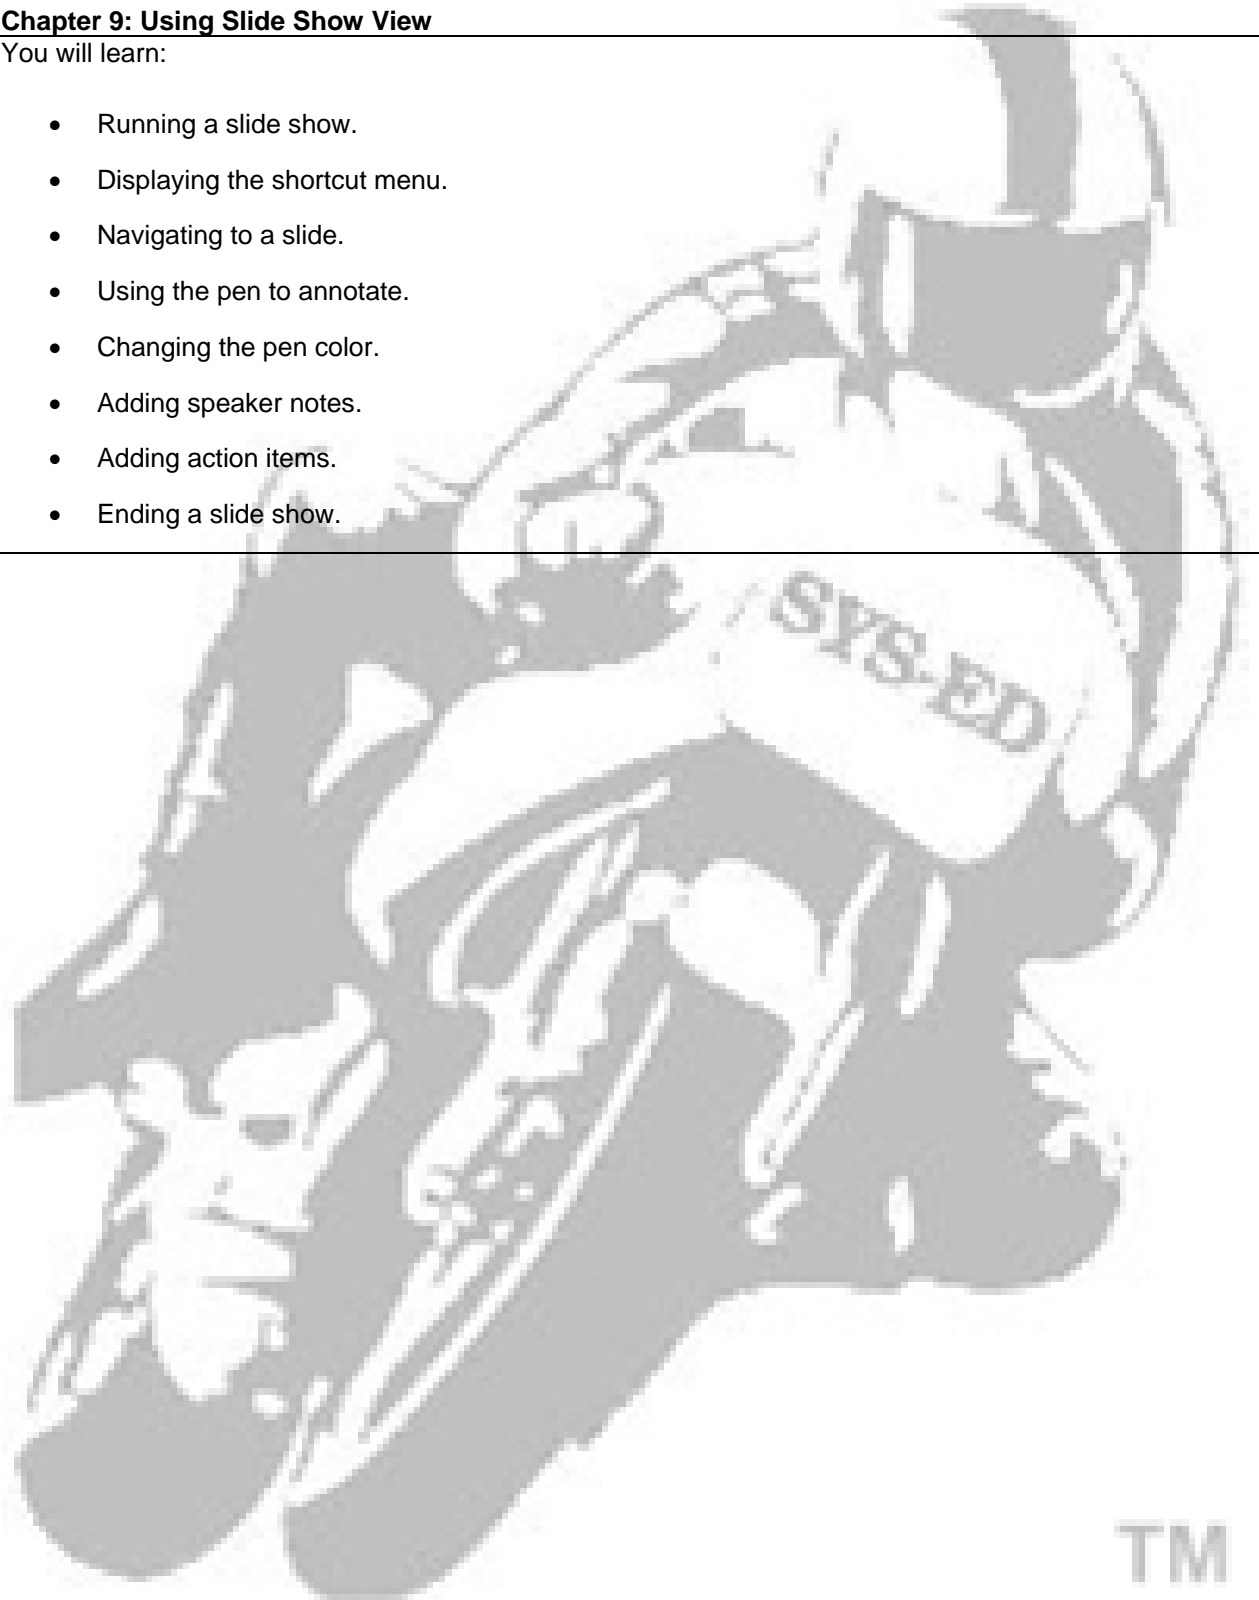 Chapter 9: Using Slide Show View
You will learn:
• Running a slide show.
• Displaying the shortcut menu.
• Navigating to a slide.
• Using the pen to annotate.
• Changing the pen color.
• Adding speaker notes.
• Adding action items.
• Ending a slide show.
SYS-ED
TM